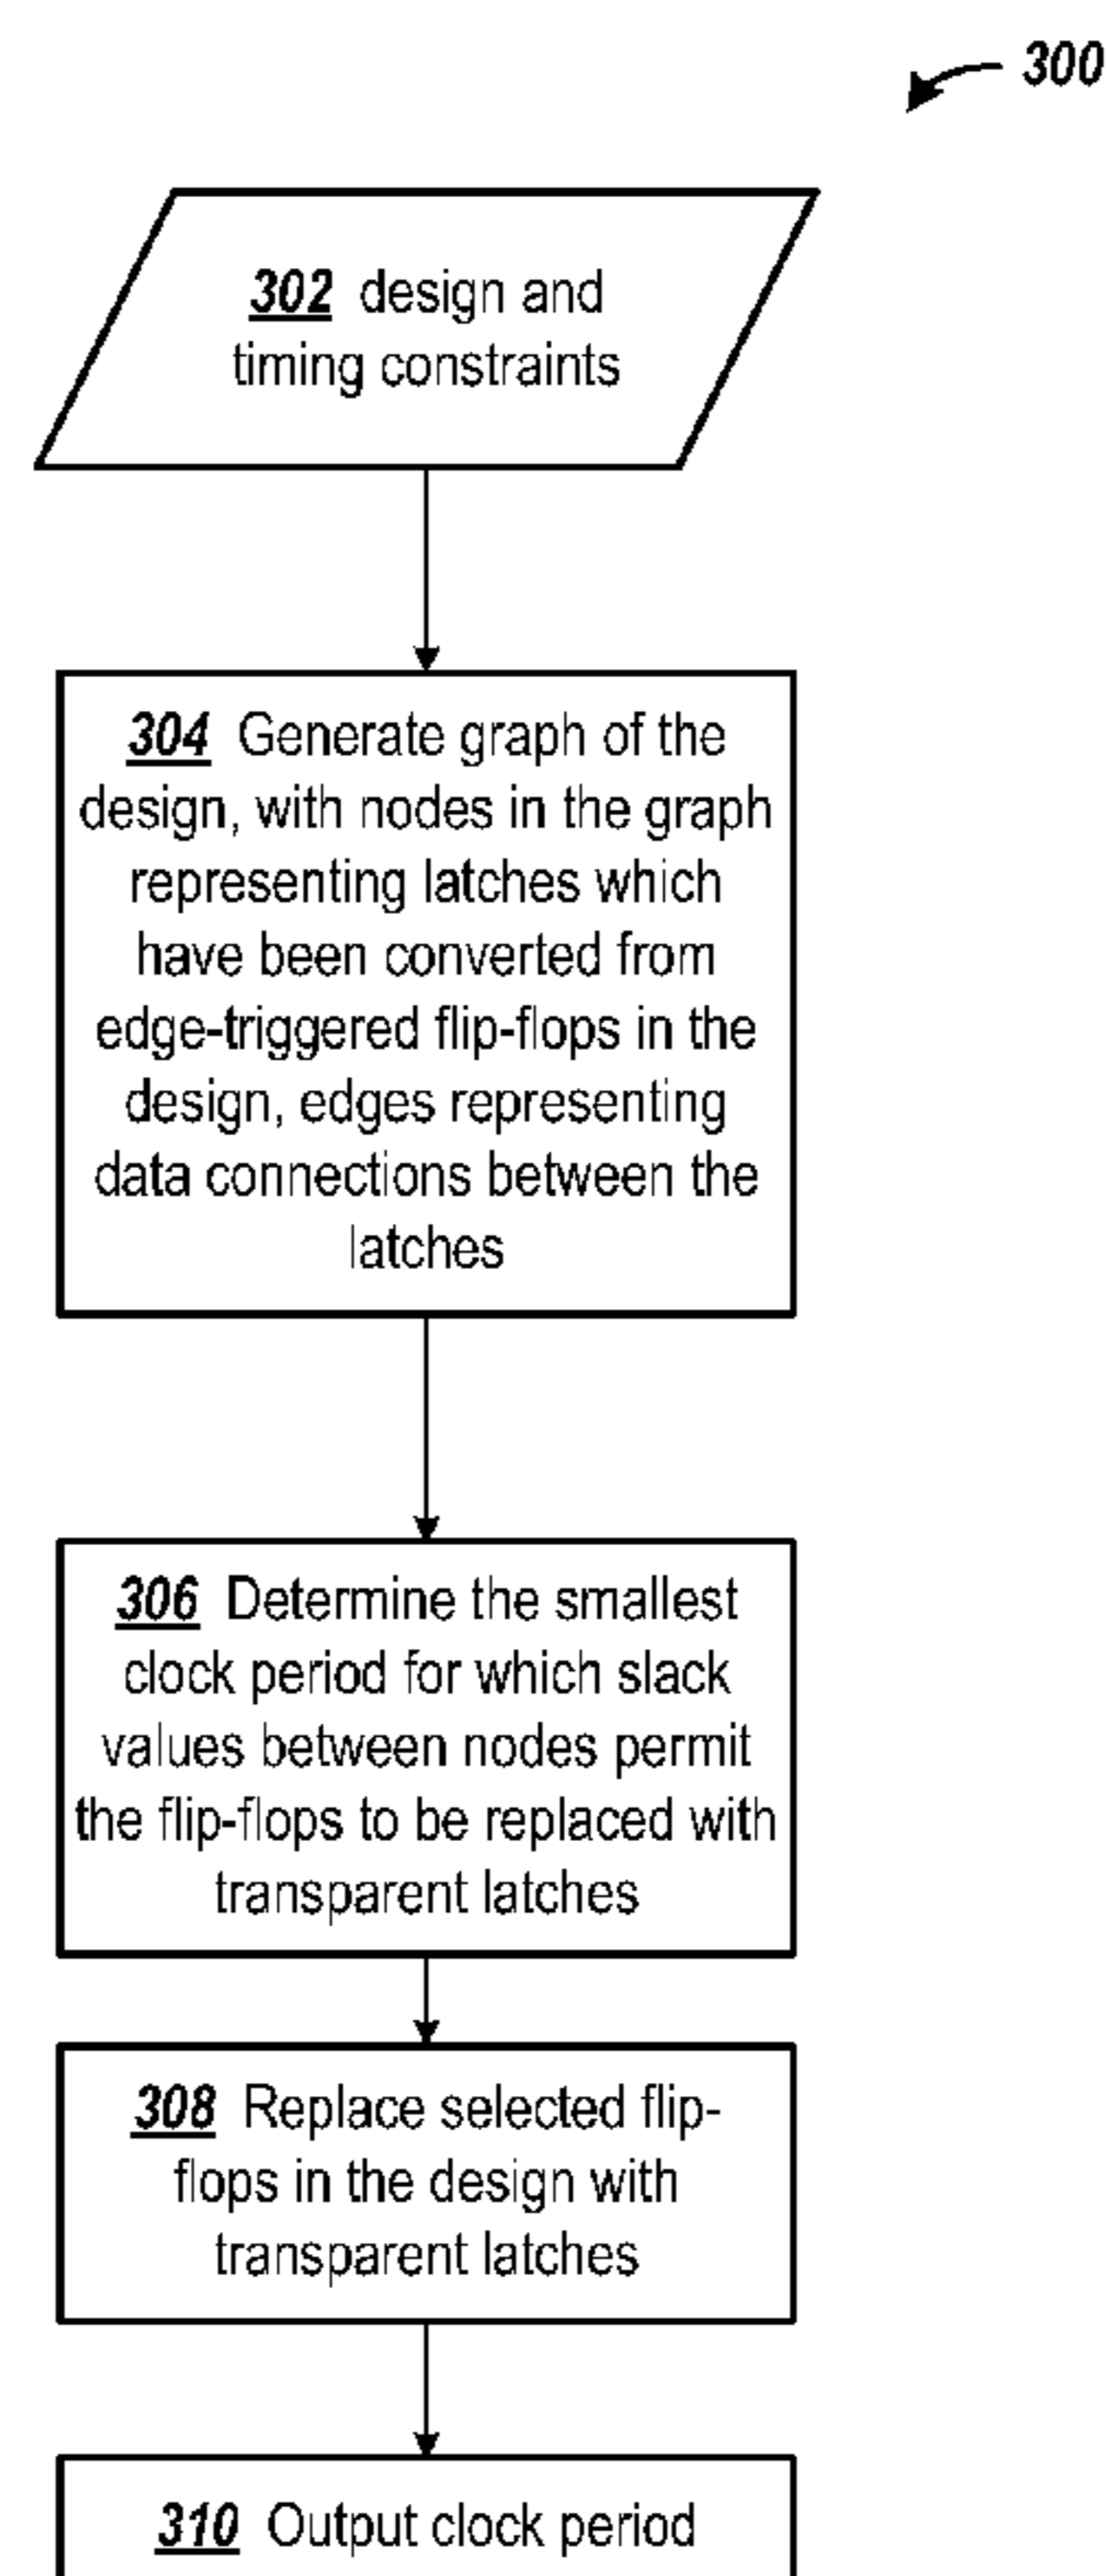 300
302 design and
timing constraints
304 Generate graph of the
design, with nodes in the graph
representing latches which
have been converted from
edge-triggered flip-flops in the
design, edges representing
data connections between the
latches
306 Determine the smallest
clock period for which slack
values between nodes permit
the flip-flops to be replaced with
transparent latches
308 Replace selected flip-
flops in the design with
transparent latches
310 Output clock period